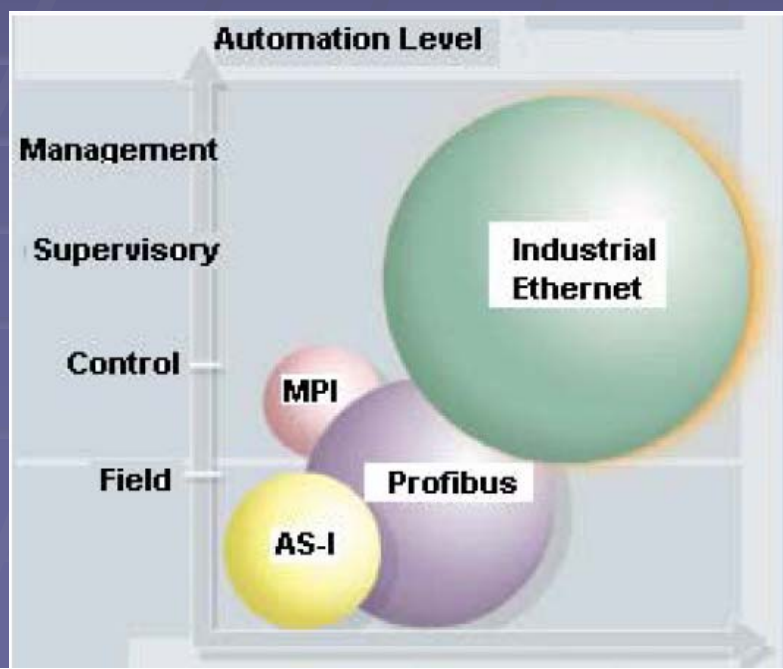 Automation Level
Management
Supervisory
Industrial
Ethernet
Control
MPI
Field
Profibus
AS-I